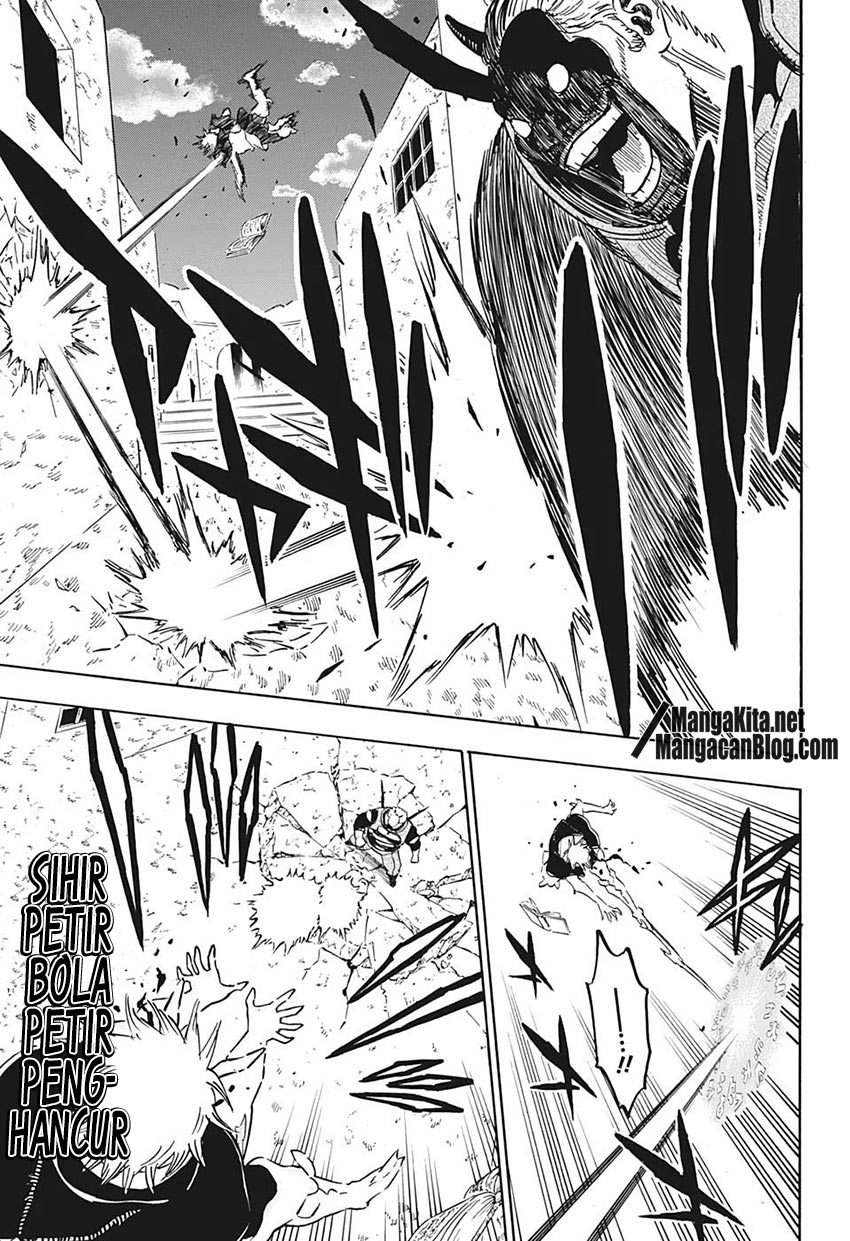 MangaKita.net
MangacanBlog.com
...!!
SIHIR
PETIR
BOLA
PETIR
PENG-
HANCUR